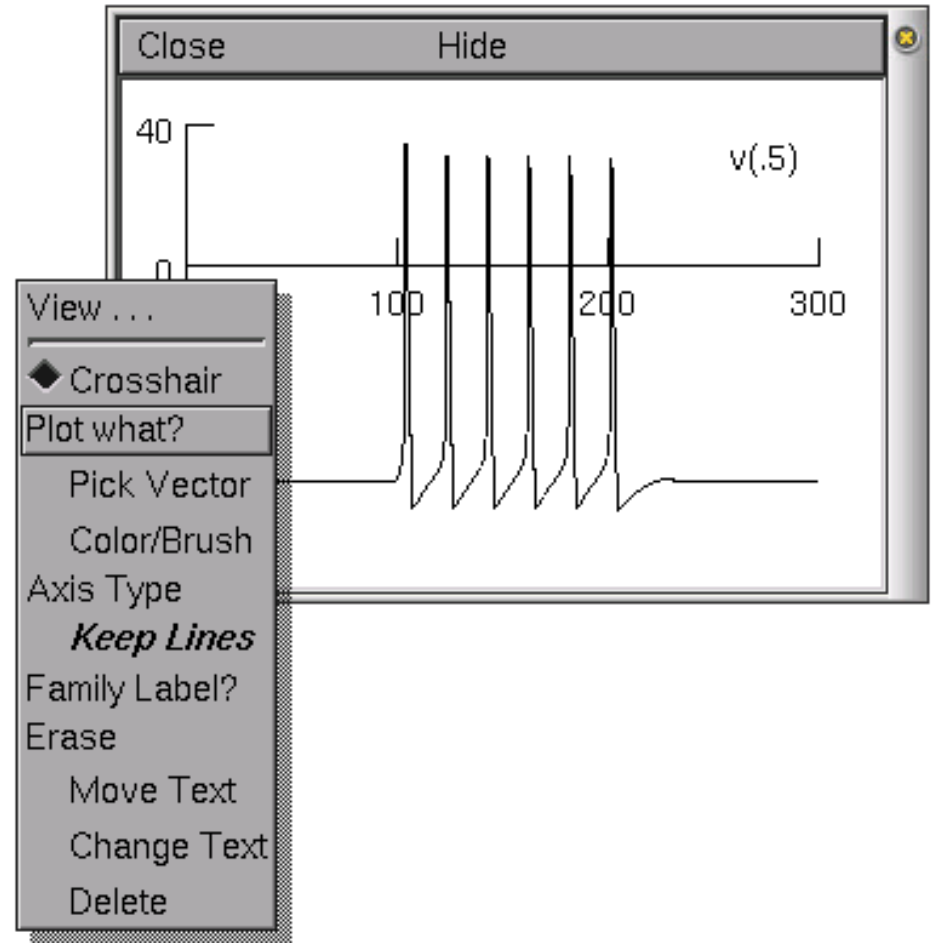 Close Hide
40
v(.5)
0
100 200 300
View . . .
Crosshair
Plot what?
Pick Vector
Color/Brush
Axis Type
Keep Lines
Family Label?
Erase
Move Text
Change Text
Delete